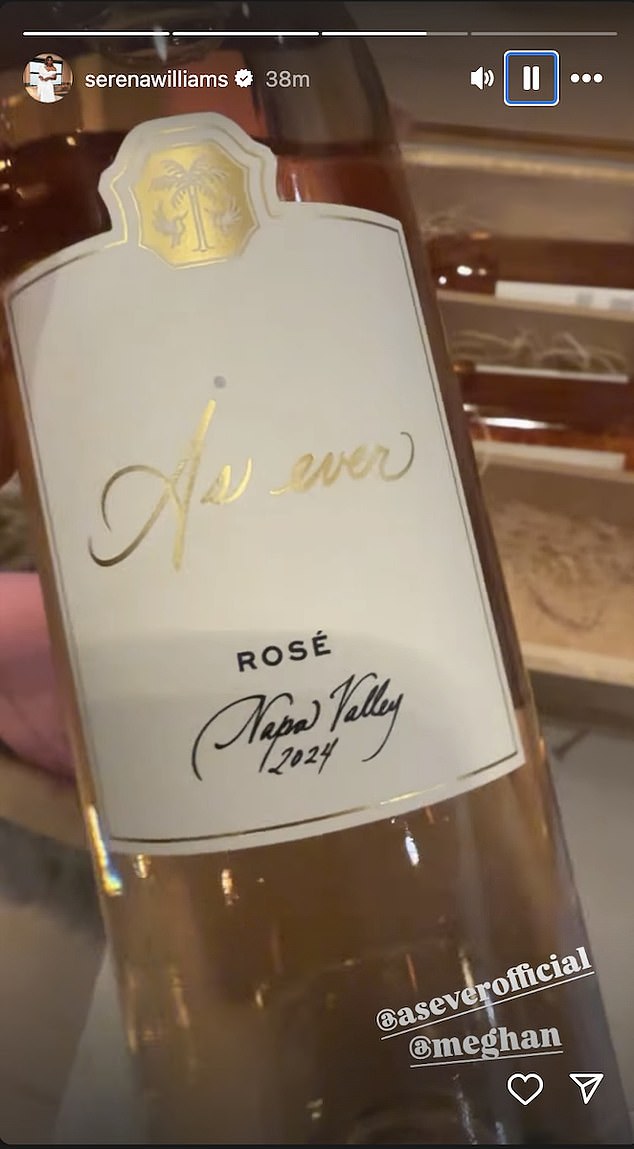 serenawilliams 38m
As ever
ROSÉ
Napa Valley
2024
@aseverofficial
@meghan